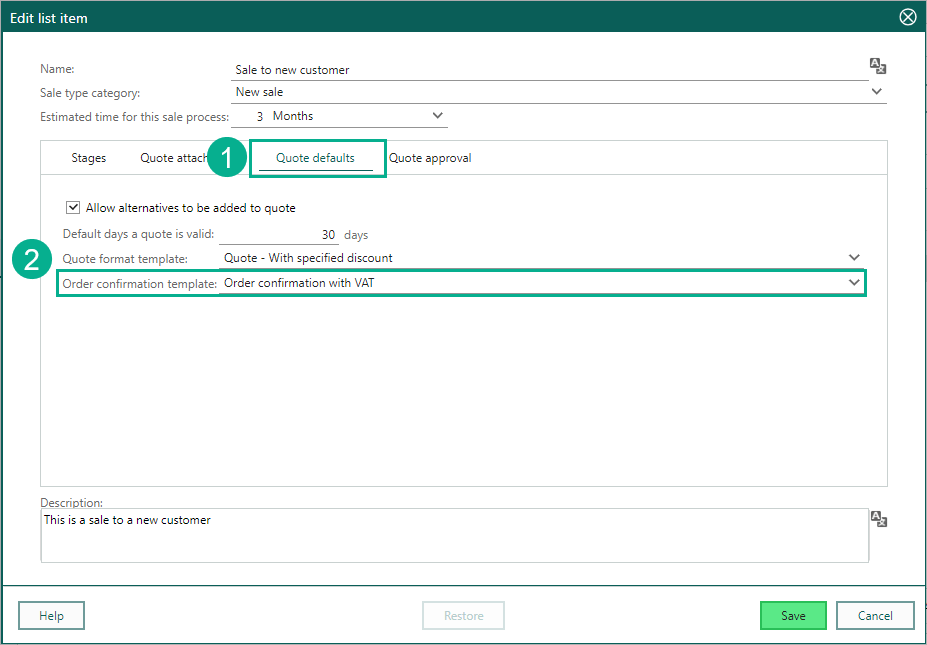 Edit list item
Name: Sale to new customer
Sale type category: New sale
Estimated time for this sale process: 3 Months
Stages Quote attach 1 Quote defaults Quote approval
Allow alternatives to be added to quote
Default days a quote is valid: 30 days
2
Quote format template: Quote - With specified discount
Order confirmation template: Order confirmation with VAT
Description:
This is a sale to a new customer
Help Restore Save Cancel